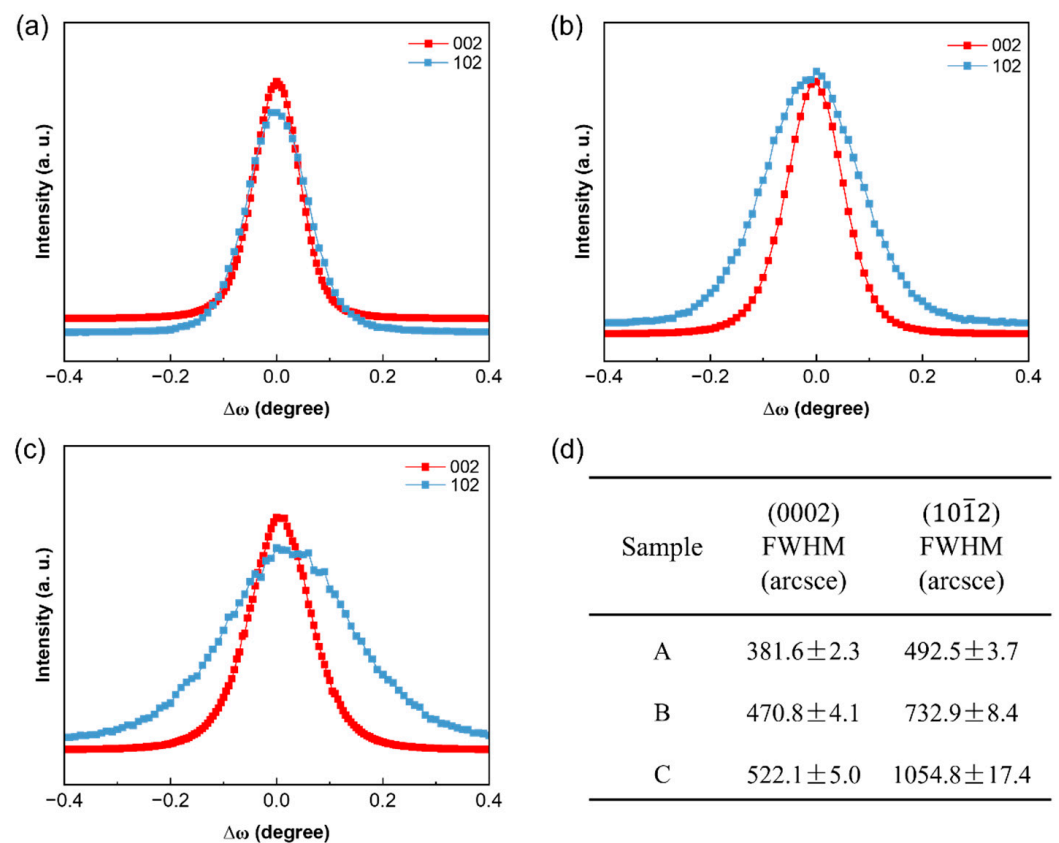 (a)
002
102
Intensity (a. u.)
−0.4 −0.2 0.0 0.2 0.4
Δω (degree)
(b)
002
102
Intensity (a. u.)
−0.4 −0.2 0.0 0.2 0.4
Δω (degree)
(c)
002
102
Intensity (a. u.)
−0.4 −0.2 0.0 0.2 0.4
Δω (degree)
(d)
Sample (0002) FWHM (arcsce) (101̅2) FWHM (arcsce)
A 381.6±2.3 492.5±3.7
B 470.8±4.1 732.9±8.4
C 522.1±5.0 1054.8±17.4